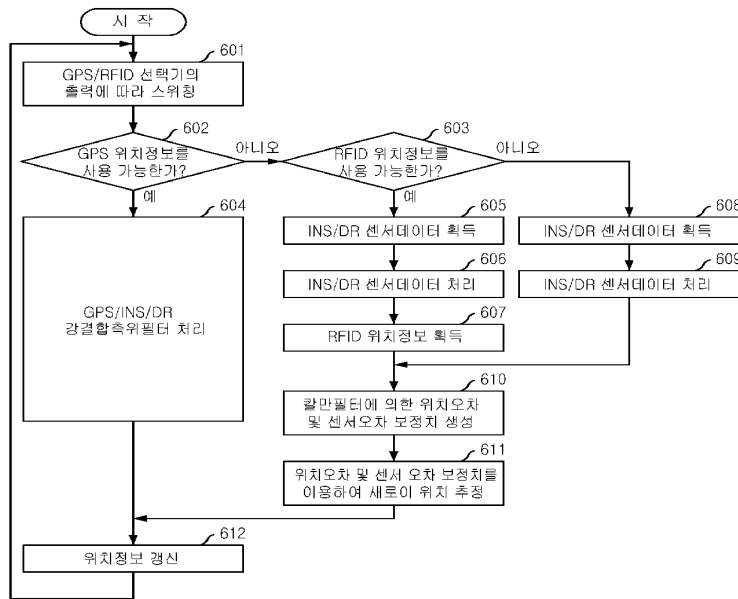 시 작
601
GPS/RFID 선택기의
출력에 따라 스위칭
602
603
GPS 위치정보를
사용 가능한가?
아니오
RFID 위치정보를
사용 가능한가?
아니오
예
예
604
605
608
INS/DR 센서데이터 획득
INS/DR 센서데이터 획득
606
609
INS/DR 센서데이터 처리
INS/DR 센서데이터 처리
GPS/INS/DR
강결합측위필터 처리
607
RFID 위치정보 획득
610
칼만필터에 의한 위치오차
및 센서오차 보정치 생성
611
위치오차 및 센서 오차 보정치를
이용하여 새로이 위치 추정
612
위치정보 갱신